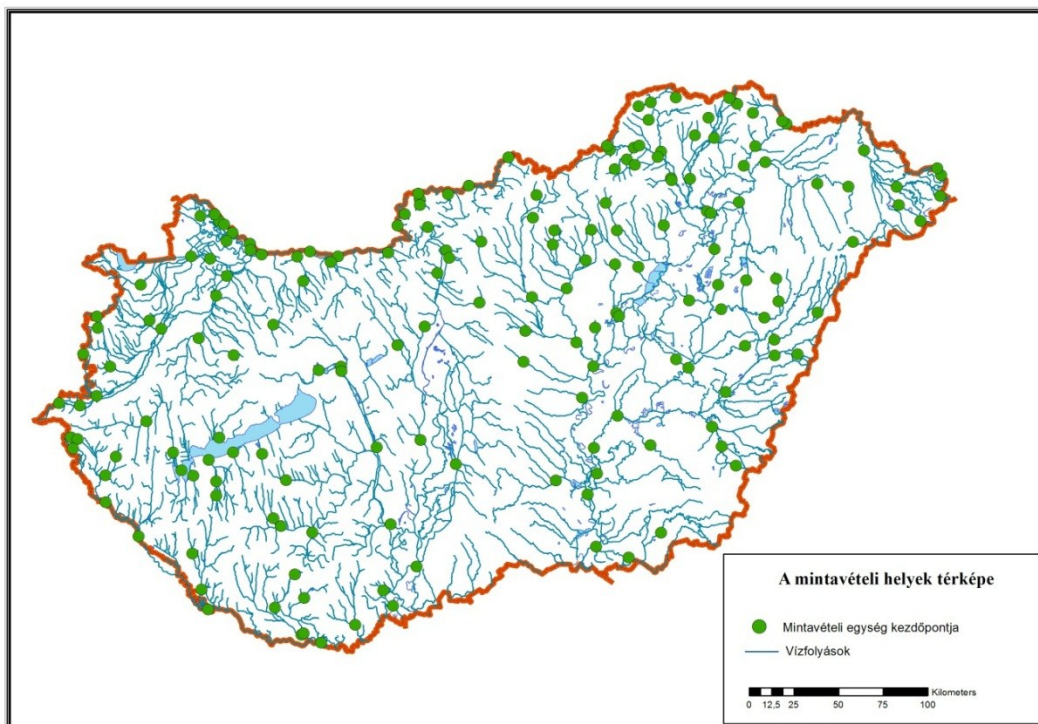 A mintavételi helyek térképe
Mintavételi egység kezdőpontja
Vízfolyások
Kilometers
0 12,5 25 50 75 100